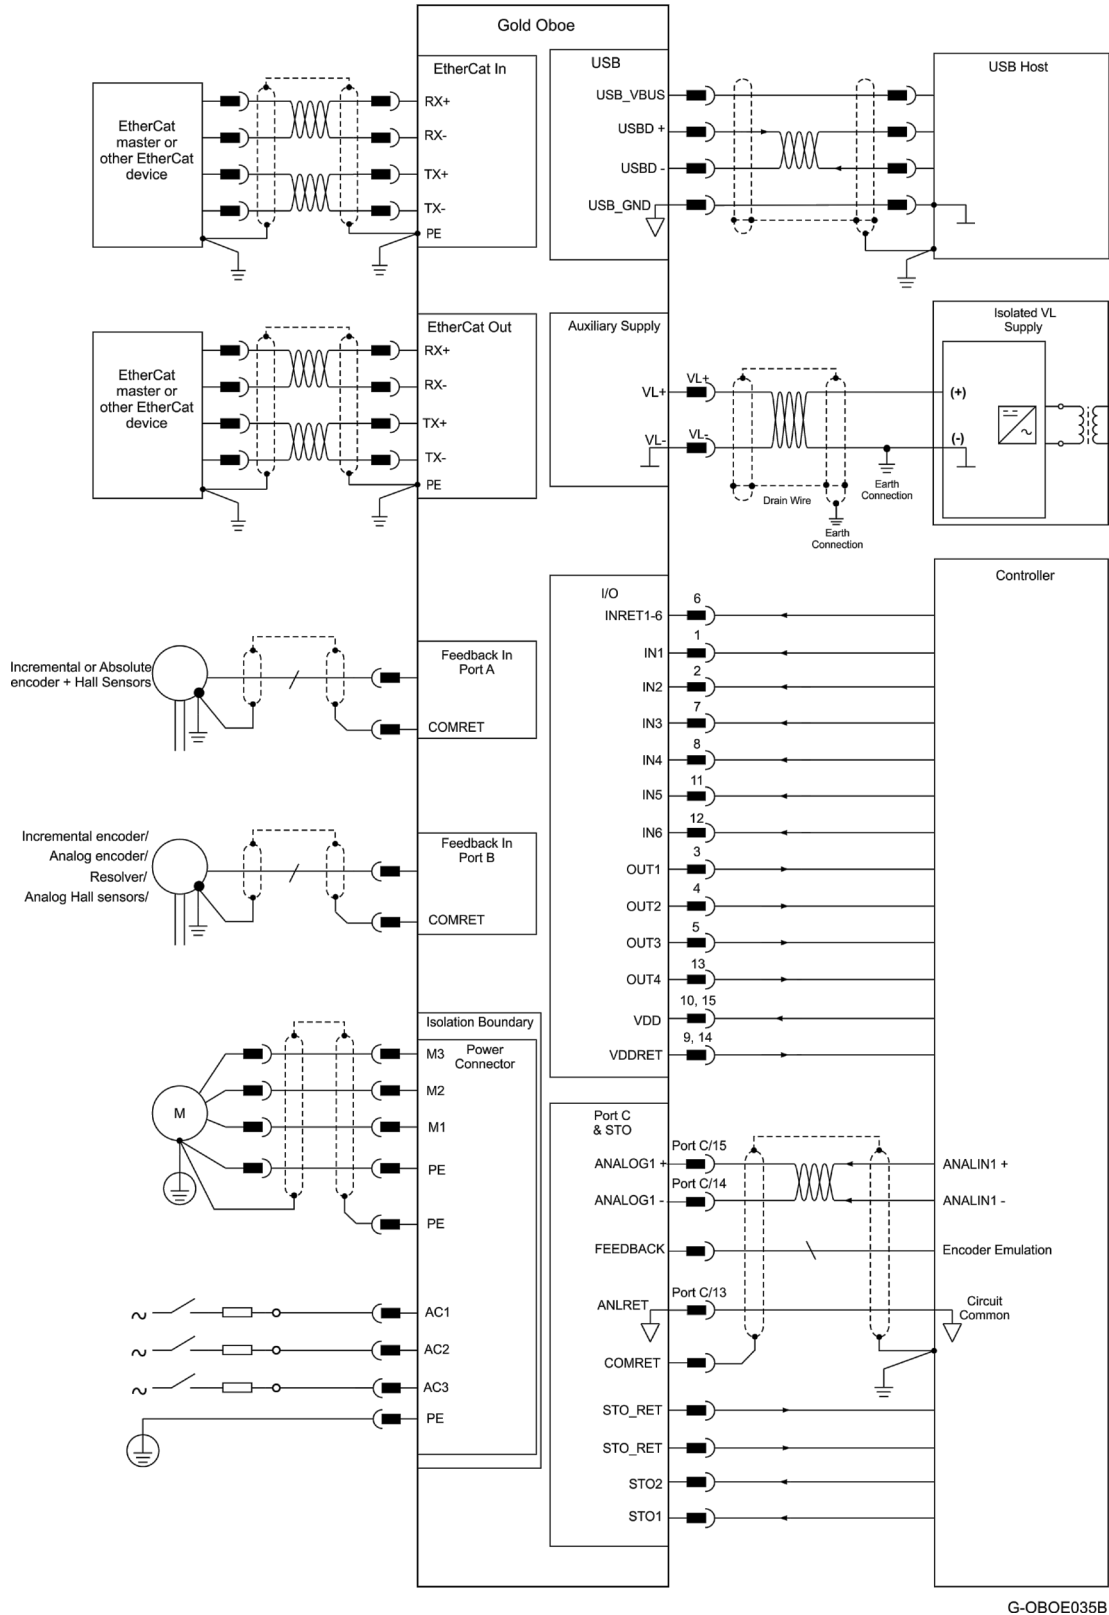 Gold Oboe
EtherCat In
EtherCat
master or
other EtherCat
device
RX+
RX-
TX+
TX-
PE
USB
USB_VBUS
USBD +
USBD -
USB_GND
USB Host
EtherCat Out
EtherCat
master or
other EtherCat
device
RX+
RX-
TX+
TX-
PE
Auxiliary Supply
VL+
VL-
VL+
VL-
Drain Wire
Earth
Connection
Earth
Connection
Isolated VL
Supply
(+)
(-)
Incremental or Absolute
encoder + Hall Sensors
Feedback In
Port A
COMRET
Incremental encoder/
Analog encoder/
Resolver/
Analog Hall sensors/
Feedback In
Port B
COMRET
Isolation Boundary
Power
Connector
M
M3
M2
M1
PE
PE
AC1
AC2
AC3
PE
I/O
Controller
INRET1-6 6
IN1 1
IN2 2
IN3 7
IN4 8
IN5 11
IN6 12
OUT1 3
OUT2 4
OUT3 5
OUT4 13
VDD 10, 15
VDDRET 9, 14
Port C
& STO
ANALOG1 + Port C/15 ANALIN1 +
ANALOG1 - Port C/14 ANALIN1 -
FEEDBACK Encoder Emulation
ANLRET Port C/13
Circuit
Common
COMRET
STO_RET
STO_RET
STO2
STO1
G-OBOE035B